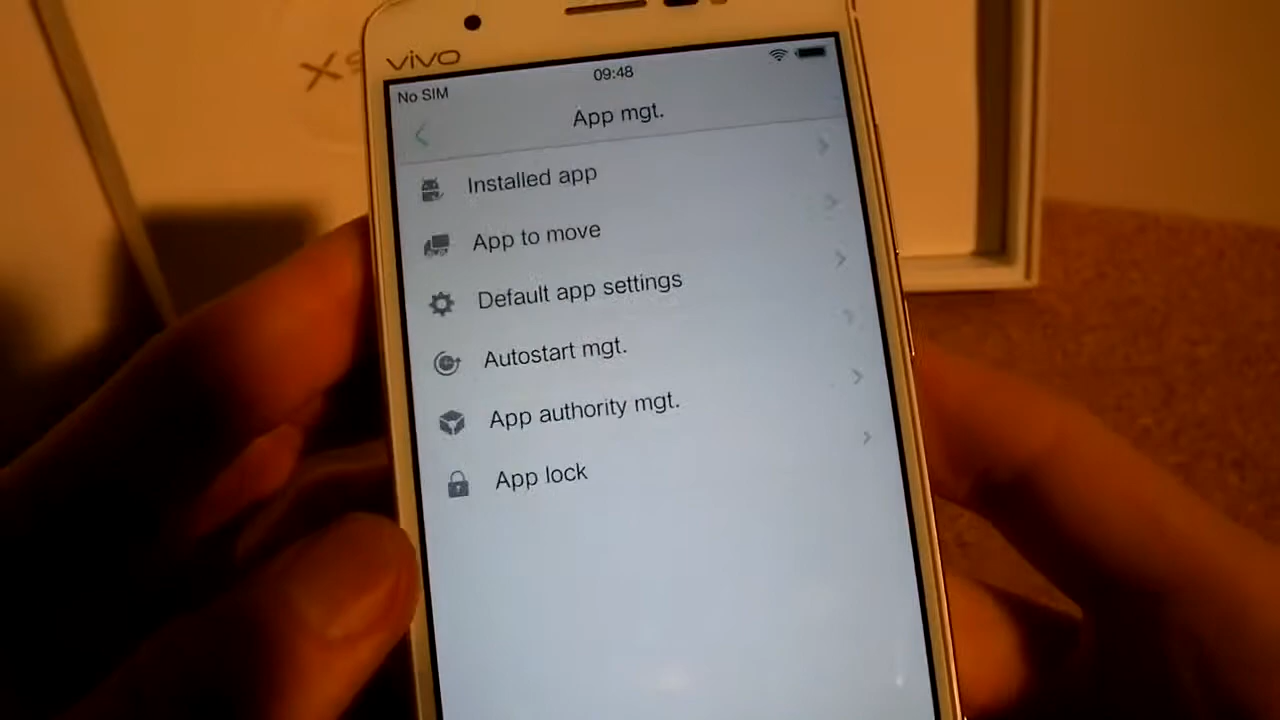 vivo
No SIM
09:48
App mgt.
Installed app
App to move
Default app settings
Autostart mgt.
App authority mgt.
App lock